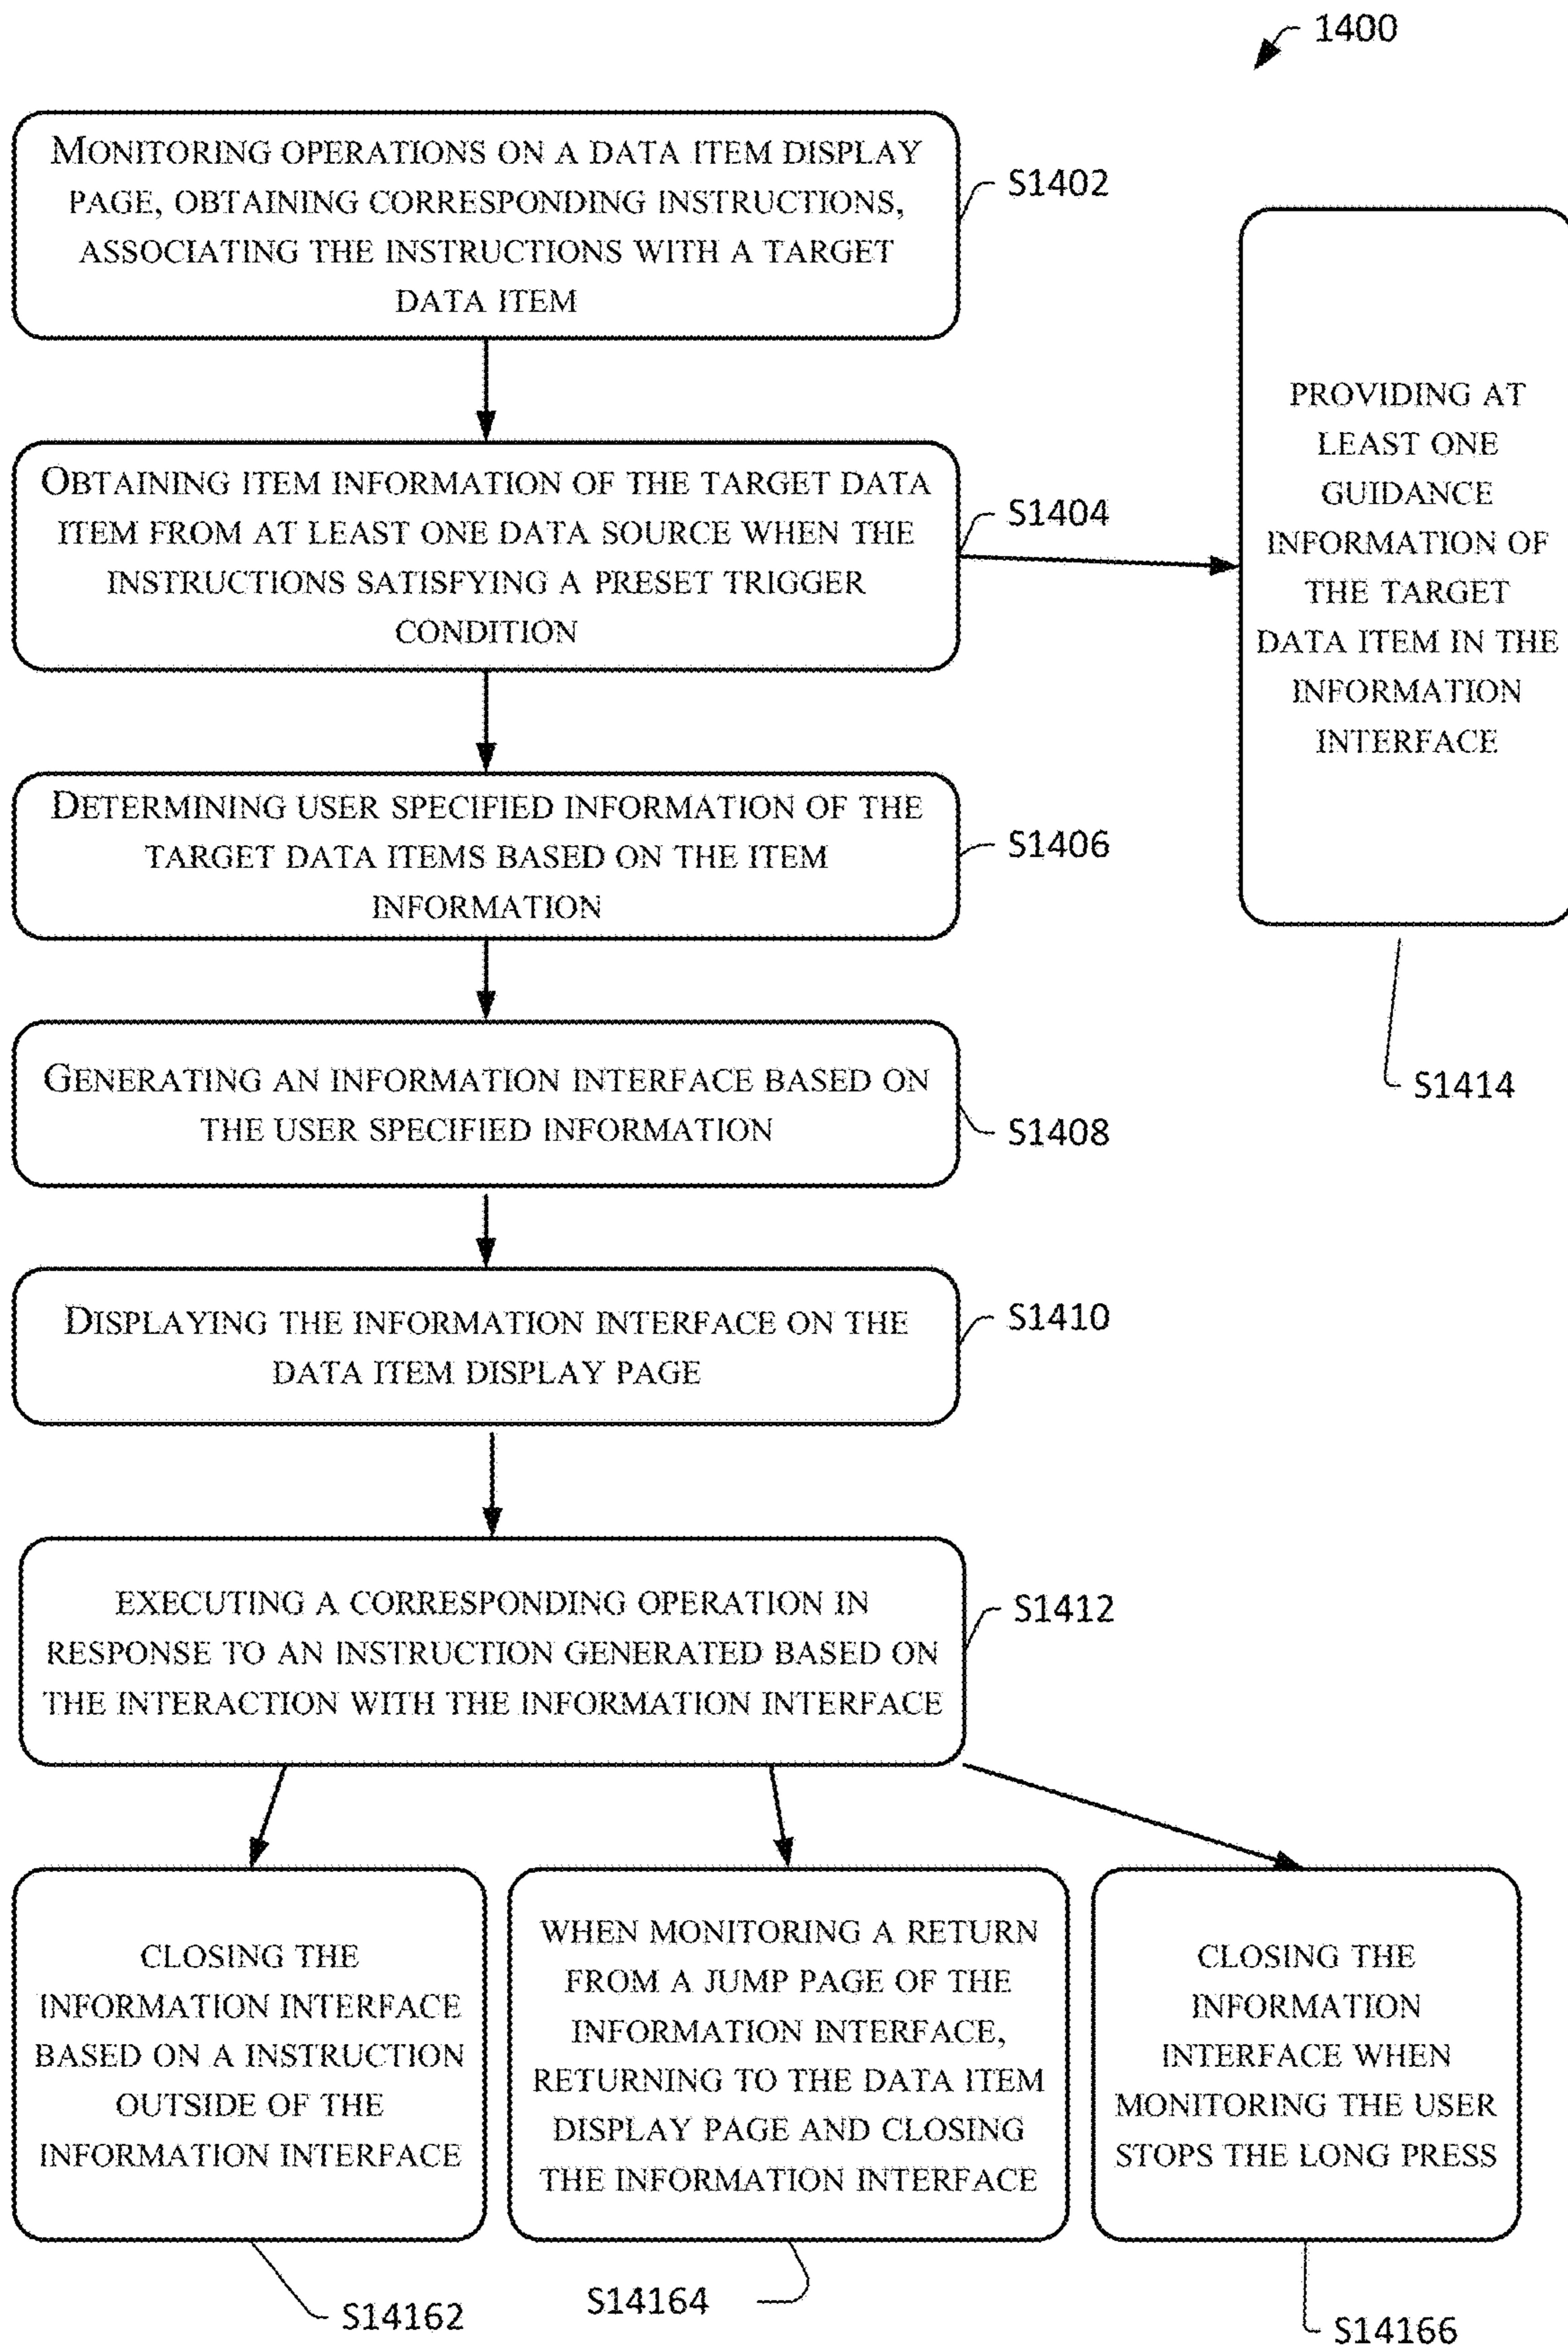 1400
MONITORING OPERATIONS ON A DATA ITEM DISPLAY
PAGE, OBTAINING CORRESPONDING INSTRUCTIONS,
ASSOCIATING THE INSTRUCTIONS WITH A TARGET
DATA ITEM
S1402
OBTAINING ITEM INFORMATION OF THE TARGET DATA
ITEM FROM AT LEAST ONE DATA SOURCE WHEN THE
INSTRUCTIONS SATISFYING A PRESET TRIGGER
CONDITION
S1404
PROVIDING AT
LEAST ONE
GUIDANCE
INFORMATION OF
THE TARGET
DATA ITEM IN THE
INFORMATION
INTERFACE
S1414
DETERMINING USER SPECIFIED INFORMATION OF THE
TARGET DATA ITEMS BASED ON THE ITEM
INFORMATION
S1406
GENERATING AN INFORMATION INTERFACE BASED ON
THE USER SPECIFIED INFORMATION
S1408
DISPLAYING THE INFORMATION INTERFACE ON THE
DATA ITEM DISPLAY PAGE
S1410
EXECUTING A CORRESPONDING OPERATION IN
RESPONSE TO AN INSTRUCTION GENERATED BASED ON
THE INTERACTION WITH THE INFORMATION INTERFACE
S1412
CLOSING THE
INFORMATION INTERFACE
BASED ON A INSTRUCTION
OUTSIDE OF THE
INFORMATION INTERFACE
S14162
WHEN MONITORING A RETURN
FROM A JUMP PAGE OF THE
INFORMATION INTERFACE,
RETURNING TO THE DATA ITEM
DISPLAY PAGE AND CLOSING
THE INFORMATION INTERFACE
S14164
CLOSING THE
INFORMATION
INTERFACE WHEN
MONITORING THE USER
STOPS THE LONG PRESS
S14166